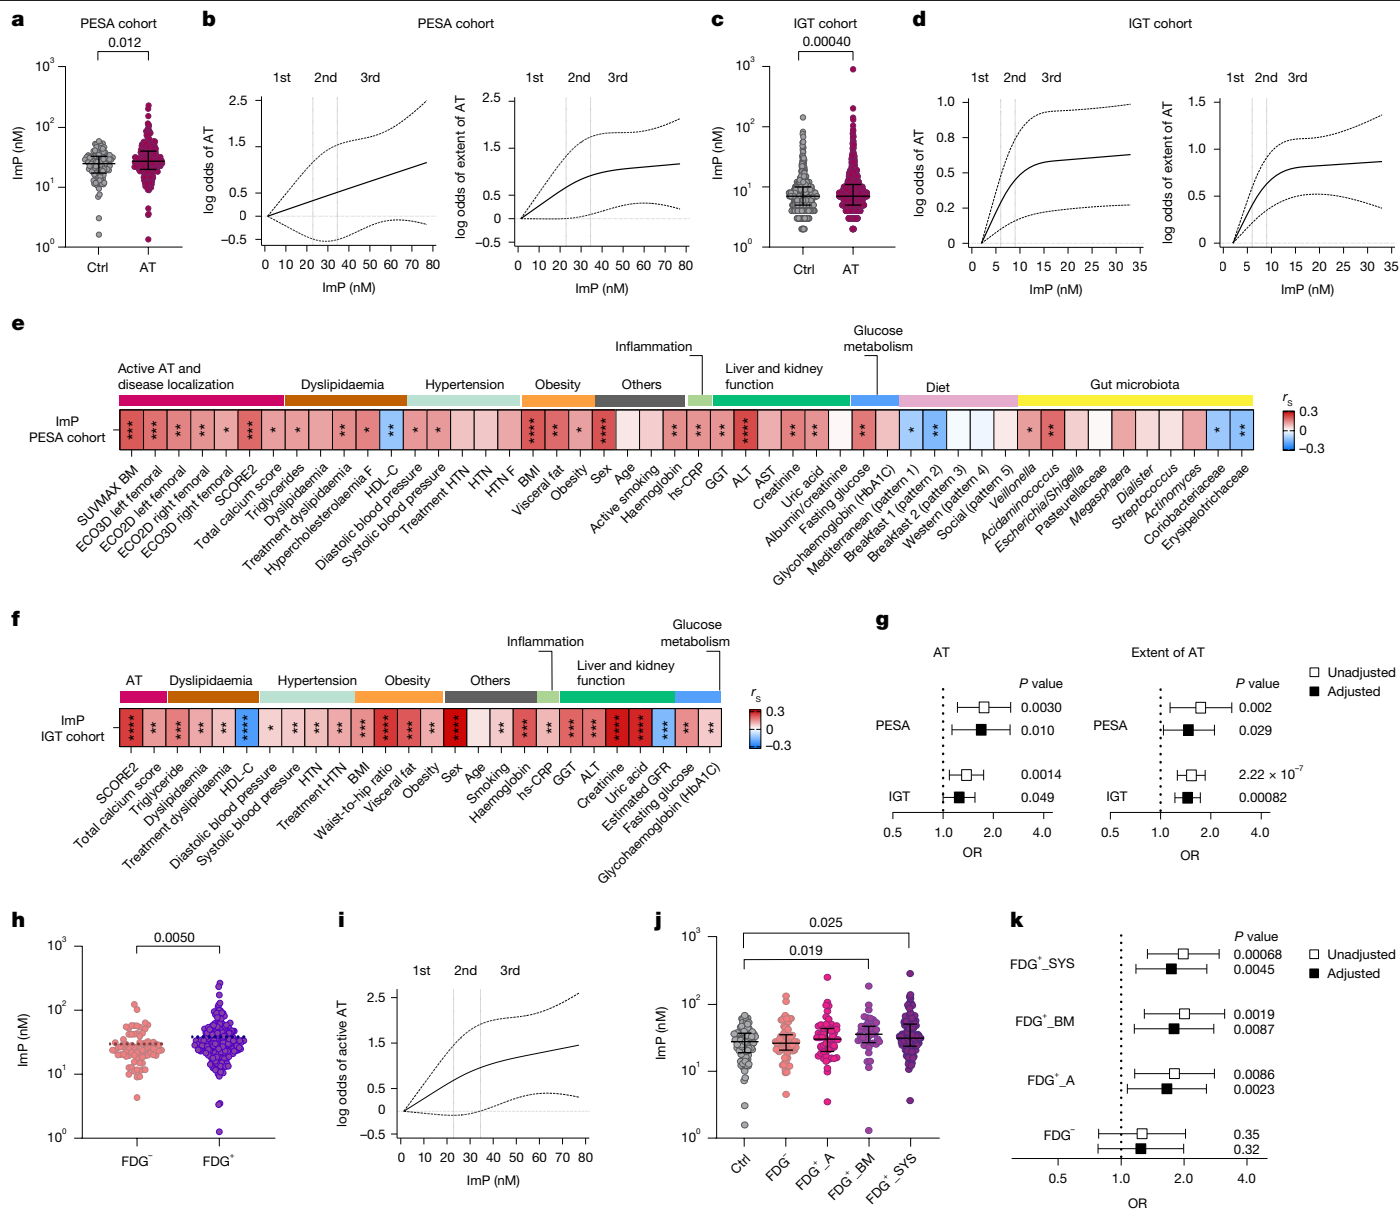 a
PESA cohort
0.012
10³
10²
10¹
10⁰
ImP (nM)
Ctrl
AT
b
PESA cohort
1st 2nd 3rd
2.5
1.5
0.5
0
−0.5
log odds of AT
0 10 20 30 40 50 60 70 80
ImP (nM)
1st 2nd 3rd
2.5
1.5
0.5
0
−0.5
log odds of extent of AT
0 10 20 30 40 50 60 70 80
ImP (nM)
c
IGT cohort
0.00040
10³
10²
10¹
10⁰
ImP (nM)
Ctrl
AT
d
IGT cohort
1st 2nd 3rd
1.0
0.8
0.5
0.2
0
log odds of AT
0 5 10 15 20 25 30 35
ImP (nM)
1st 2nd 3rd
1.5
1.0
0.5
0
log odds of extent of AT
0 5 10 15 20 25 30 35
ImP (nM)
e
Active AT and
disease localization
Dyslipidaemia
Hypertension
Obesity
Others
Inflammation
Liver and kidney
function
Glucose
metabolism
Diet
Gut microbiota
ImP
PESA cohort
*** *** ** ** * *** * * ** * ** * * **** ** * **** ** ** ** **** ** ** ** * ** * ** * **
rₛ
0.3
0
−0.3
SUVMAX BM
ECO3D left femoral
ECO2D left femoral
ECO2D right femoral
ECO3D right femoral
SCORE2
Total calcium score
Triglycerides
Dyslipidaemia
Treatment dyslipidaemia
Hypercholesterolaemia F
HDL-C
Diastolic blood pressure
Systolic blood pressure
Treatment HTN
HTN
HTN F
BMI
Visceral fat
Obesity
Sex
Age
Active smoking
Haemoglobin
hs-CRP
GGT
ALT
AST
Creatinine
Uric acid
Albumin/creatinine
Fasting glucose
Glycohaemoglobin (HbA1C)
Mediterranean (pattern 1)
Breakfast 1 (pattern 2)
Breakfast 2 (pattern 3)
Western (pattern 4)
Social (pattern 5)
Veillonella
Acidaminococcus
Escherichia/Shigella
Pasteurellaceae
Megasphaera
Dialister
Streptococcus
Actinomyces
Coriobacteriaceae
Erysipelotrichaceae
f
AT
Dyslipidaemia
Hypertension
Obesity
Others
Inflammation
Liver and kidney
function
Glucose
metabolism
ImP
IGT cohort
**** ** *** ** ** **** * ** ** ** *** **** *** ** **** ** *** ** *** *** **** **** *** ** **
rₛ
0.3
0
−0.3
SCORE2
Total calcium score
Triglyceride
Dyslipidaemia
Treatment dyslipidaemia
HDL-C
Diastolic blood pressure
Systolic blood pressure
HTN
Treatment HTN
BMI
Waist-to-hip ratio
Visceral fat
Obesity
Sex
Age
Smoking
Haemoglobin
hs-CRP
GGT
ALT
Creatinine
Uric acid
Estimated GFR
Fasting glucose
Glycohaemoglobin (HbA1C)
g
AT
P value
PESA
0.0030
0.010
IGT
0.0014
0.049
0.5 1.0 2.0 4.0
OR
Extent of AT
P value
PESA
0.002
0.029
IGT
2.22 × 10⁻⁷
0.00082
0.5 1.0 2.0 4.0
OR
Unadjusted
Adjusted
h
0.0050
10³
10²
10¹
10⁰
ImP (nM)
FDG⁻
FDG⁺
i
1st 2nd 3rd
2.5
1.5
0.5
0
−0.5
log odds of active AT
0 10 20 30 40 50 60 70 80
ImP (nM)
j
0.025
0.019
10³
10²
10¹
10⁰
ImP (nM)
Ctrl
FDG⁻
FDG⁺_A
FDG⁺_BM
FDG⁺_SYS
k
P value
FDG⁺_SYS
0.00068
0.0045
FDG⁺_BM
0.0019
0.0087
FDG⁺_A
0.0086
0.0023
FDG⁻
0.35
0.32
0.5 1.0 2.0 4.0
OR
Unadjusted
Adjusted